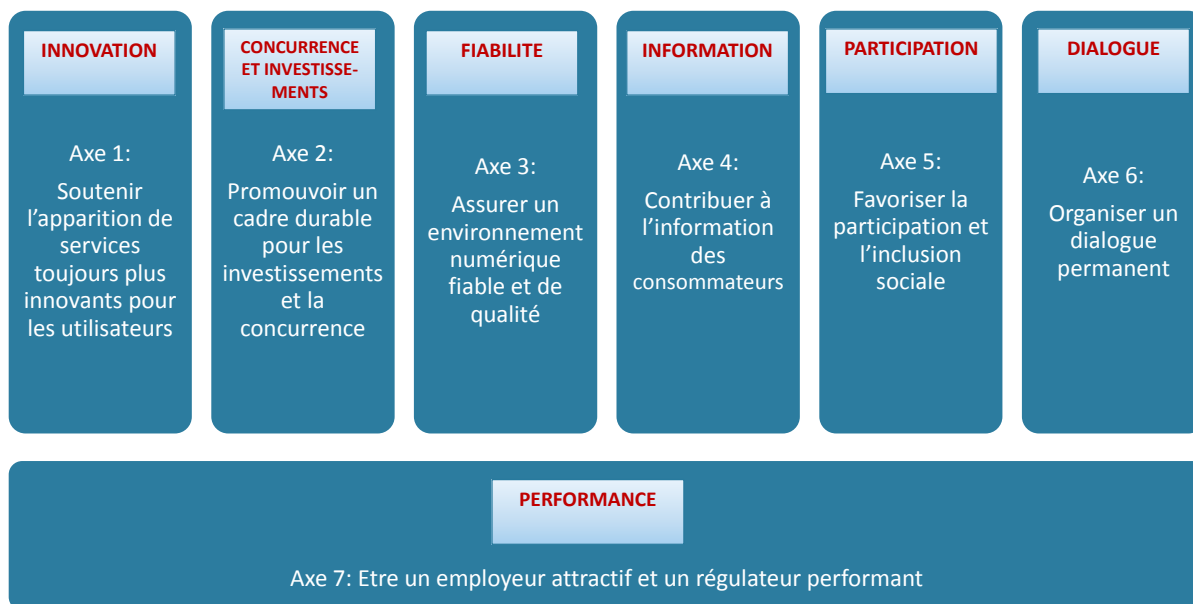 INNOVATION
Axe 1:
Soutenir
l’apparition de
services
toujours plus
innovants pour
les utilisateurs
CONCURRENCE
ET INVESTISSE-
MENTS
Axe 2:
Promouvoir un
cadre durable
pour les
investissements
et la
concurrence
FIABILITE
Axe 3:
Assurer un
environnement
numérique
fiable et de
qualité
INFORMATION
Axe 4:
Contribuer à
l’information
des
consommateurs
PARTICIPATION
Axe 5:
Favoriser la
participation et
l’inclusion
sociale
DIALOGUE
Axe 6:
Organiser un
dialogue
permanent
PERFORMANCE
Axe 7: Etre un employeur attractif et un régulateur performant